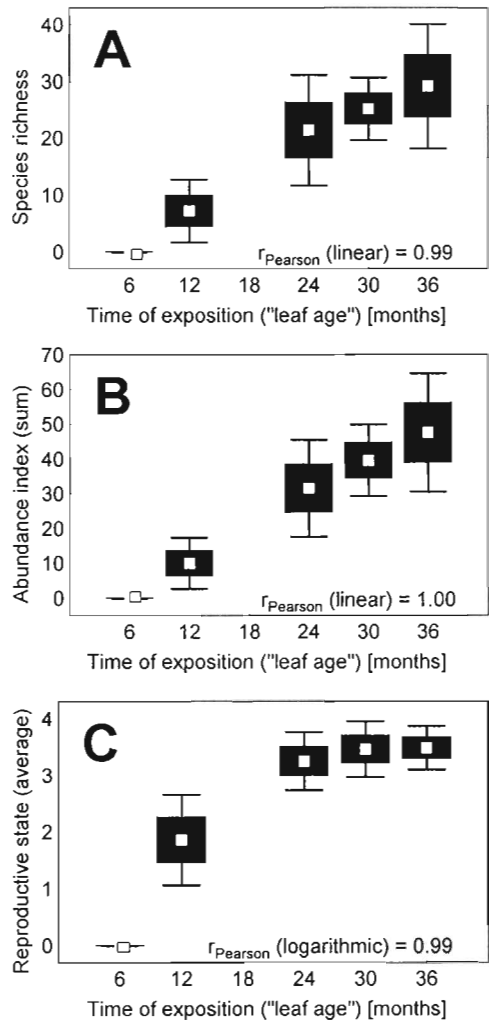 A
Species richness
40
30
20
10
0
r_Pearson (linear) = 0.99
6 12 18 24 30 36
Time of exposition ("leaf age") [months]
B
Abundance index (sum)
70
60
50
40
30
20
10
0
r_Pearson (linear) = 1.00
6 12 18 24 30 36
Time of exposition ("leaf age") [months]
C
Reproductive state (average)
4
3
2
1
0
r_Pearson (logarithmic) = 0.99
6 12 18 24 30 36
Time of exposition ("leaf age") [months]